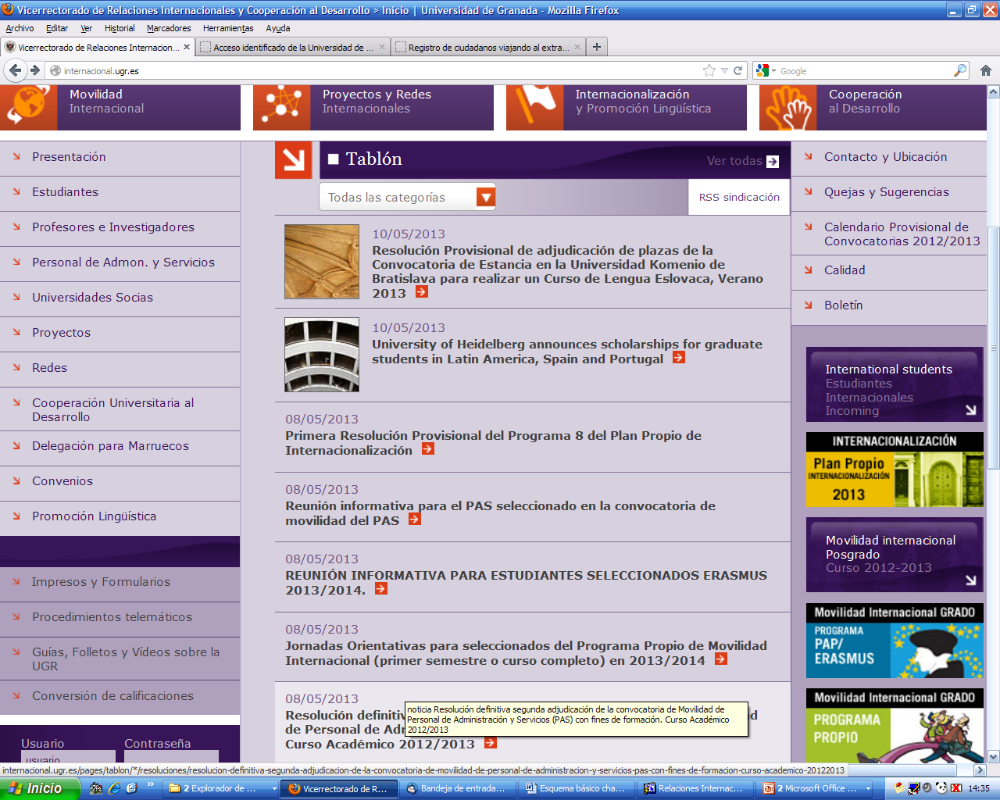 Vicerrectorado de Relaciones Internacionales y Cooperación al Desarrollo > Inicio | Universidad de Granada - Mozilla Firefox
Archivo Editar Ver Historial Marcadores Herramientas Ayuda
Vicerrectorado de Relaciones Internacion...
Acceso identificado de la Universidad de ...
Registro de ciudadanos viajando al extra...
internacional.ugr.es
Google
Movilidad
Internacional
Proyectos y Redes
Internacionales
Internacionalización
y Promoción Lingüística
Cooperación
al Desarrollo
Presentación
Estudiantes
Profesores e Investigadores
Personal de Admon. y Servicios
Universidades Socias
Proyectos
Redes
Cooperación Universitaria al
Desarrollo
Delegación para Marruecos
Convenios
Promoción Lingüística
Impresos y Formularios
Procedimientos telemáticos
Guías, Folletos y Vídeos sobre la
UGR
Conversión de calificaciones
Usuario
Contraseña
usuario
Tablón
Ver todas
Todas las categorías
RSS sindicación
10/05/2013
Resolución Provisional de adjudicación de plazas de la
Convocatoria de Estancia en la Universidad Komenio de
Bratislava para realizar un Curso de Lengua Eslovaca, Verano
2013
10/05/2013
University of Heidelberg announces scholarships for graduate
students in Latin America, Spain and Portugal
08/05/2013
Primera Resolución Provisional del Programa 8 del Plan Propio de
Internacionalización
08/05/2013
Reunión informativa para el PAS seleccionado en la convocatoria de
movilidad del PAS
08/05/2013
REUNIÓN INFORMATIVA PARA ESTUDIANTES SELECCIONADOS ERASMUS
2013/2014.
08/05/2013
Jornadas Orientativas para seleccionados del Programa Propio de Movilidad
Internacional (primer semestre o curso completo) en 2013/2014
08/05/2013
Resolución definitiv
d
de Personal de Adr
Curso Académico 2012/2013
noticia Resolución definitiva segunda adjudicación de la convocatoria de Movilidad de
Personal de Administración y Servicios (PAS) con fines de formación. Curso Académico
2012/2013
Contacto y Ubicación
Quejas y Sugerencias
Calendario Provisional de
Convocatorias 2012/2013
Calidad
Boletín
International students
Estudiantes
Internacionales
Incoming
INTERNACIONALIZACIÓN
Plan Propio
INTERNACIONALIZACIÓN
2013
Movilidad internacional
Posgrado
Curso 2012-2013
Movilidad Internacional GRADO
PROGRAMA
PAP/
ERASMUS
Movilidad Internacional GRADO
PROGRAMA
PROPIO
internacional.ugr.es/pages/tablon/*/resoluciones/resolucion-definitiva-segunda-adjudicacion-de-la-convocatoria-de-movilidad-de-personal-de-administracion-y-servicios-pas-con-fines-de-formacion-curso-academico-20122013
Inicio
»
2 Explorador de ...
Vicerrectorado de R...
Bandeja de entrada...
Esquema básico cha...
Relaciones Internac...
2 Microsoft Office ...
14:35